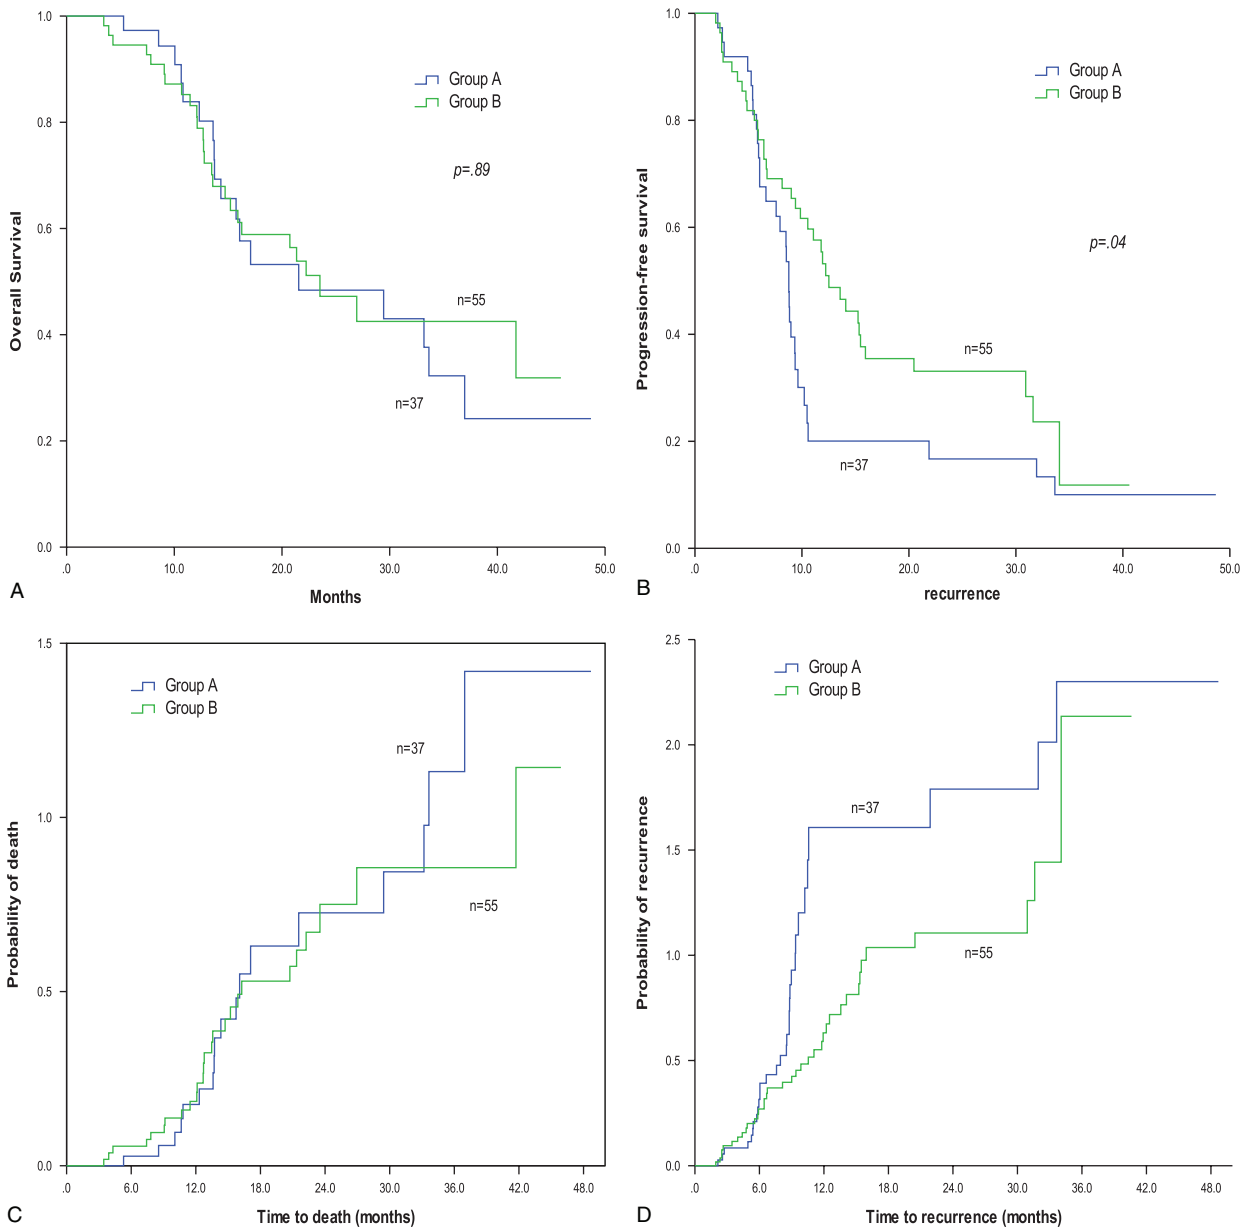 1.0
0.8
0.6
0.4
0.2
0.0
Overall Survival
Group A
Group B
p=.89
n=55
n=37
.0 10.0 20.0 30.0 40.0 50.0
Months
A
1.0
0.8
0.6
0.4
0.2
0.0
Progression-free survival
Group A
Group B
p=.04
n=55
n=37
.0 10.0 20.0 30.0 40.0 50.0
recurrence
B
1.5
1.0
0.5
0.0
Probability of death
Group A
Group B
n=37
n=55
.0 6.0 12.0 18.0 24.0 30.0 36.0 42.0 48.0
Time to death (months)
C
2.5
2.0
1.5
1.0
0.5
0.0
Probability of recurrence
Group A
Group B
n=37
n=55
.0 6.0 12.0 18.0 24.0 30.0 36.0 42.0 48.0
Time to recurrence (months)
D